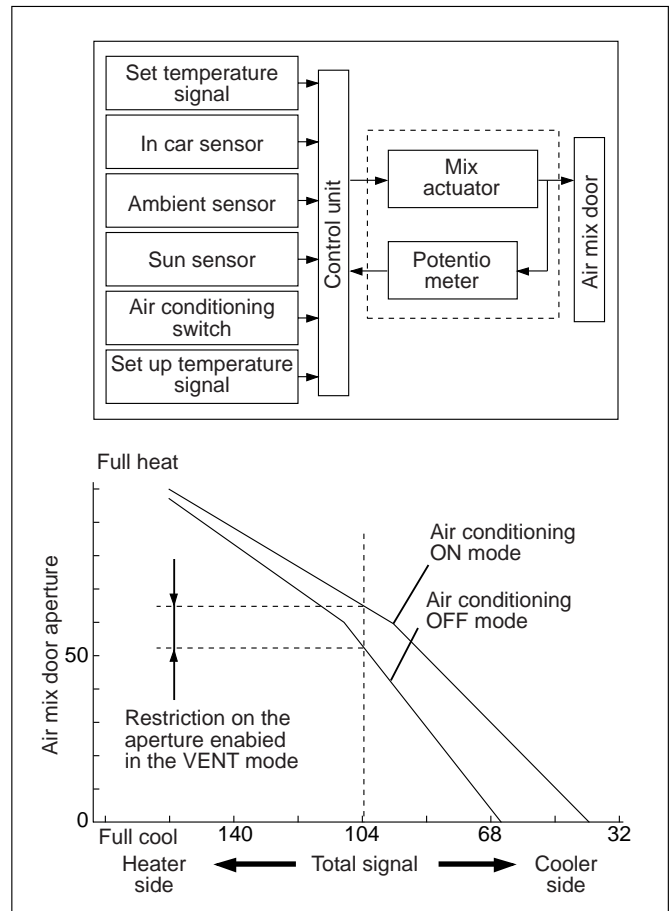 Set temperature
signal
In car sensor
Ambient sensor
Sun sensor
Air conditioning
switch
Set up temperature
signal
Control unit
Mix
actuator
Potentio
meter
Air mix door
Full heat
Air mix door aperture
50
0
Air conditioning
ON mode
Air conditioning
OFF mode
Restriction on the
aperture enabied
in the VENT mode
Full cool
140
104
68
32
Heater
side
Total signal
Cooler
side